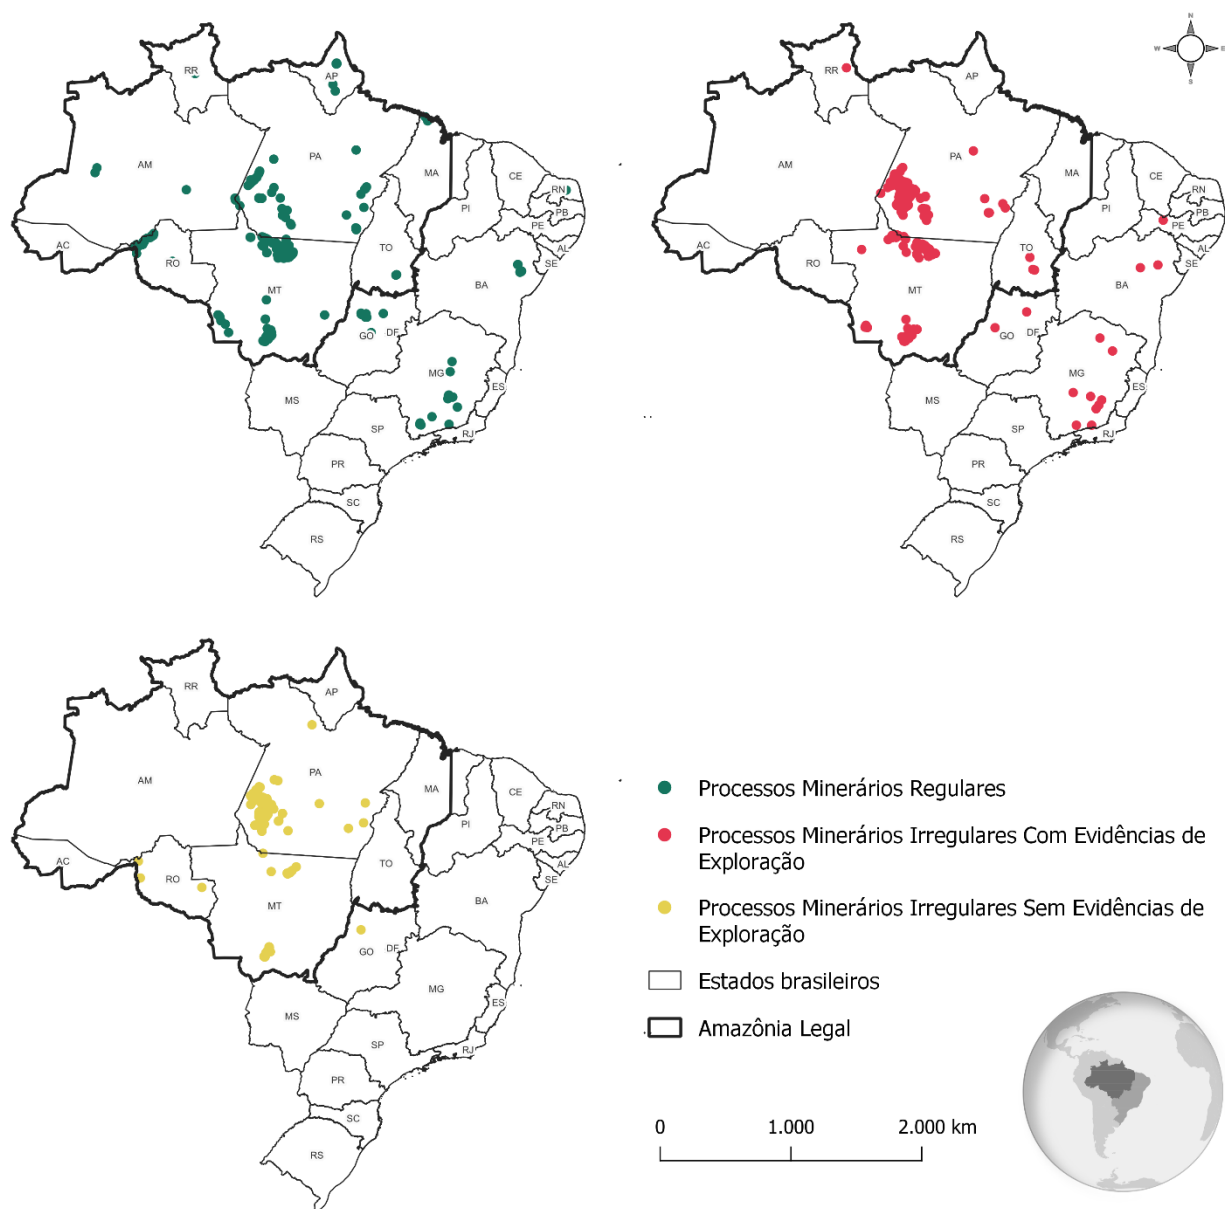 RR
AP
AM
PA
MA
CE
RN
PB
PE
AL
SE
PI
AC
RO
TO
BA
MT
GO
DF
MG
ES
MS
SP
RJ
PR
SC
RS
N
W
E
S
RR
AP
AM
PA
MA
CE
RN
PB
PE
AL
SE
PI
AC
RO
TO
BA
MT
GO
DF
MG
ES
MS
SP
RJ
PR
SC
RS
RR
AP
AM
PA
MA
CE
RN
PB
PE
AL
SE
PI
AC
RO
TO
BA
MT
GO
DF
MG
ES
MS
SP
RJ
PR
SC
RS
Processos Minerários Regulares
Processos Minerários Irregulares Com Evidências de
Exploração
Processos Minerários Irregulares Sem Evidências de
Exploração
Estados brasileiros
Amazônia Legal
0
1.000
2.000 km